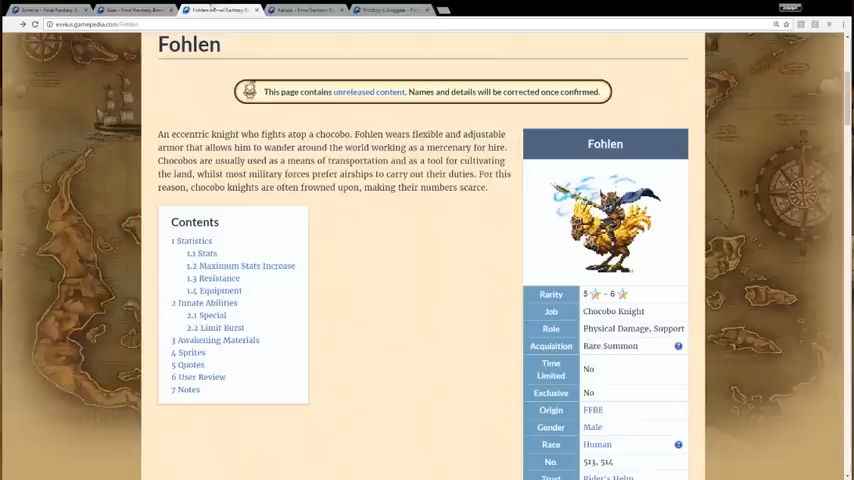 exvius.gamepedia.com/Fohlen
Fohlen
This page contains unreleased content. Names and details will be corrected once confirmed.
An eccentric knight who fights atop a chocobo. Fohlen wears flexible and adjustable
armor that allows him to wander around the world working as a mercenary for hire.
Chocobos are usually used as a means of transportation and as a tool for cultivating
the land, whilst most military forces prefer airships to carry out their duties. For this
reason, chocobo knights are often frowned upon, making their numbers scarce.
Contents
1 Statistics
1.1 Stats
1.2 Maximum Stats Increase
1.3 Resistance
1.4 Equipment
2 Innate Abilities
2.1 Special
2.2 Limit Burst
3 Awakening Materials
4 Sprites
5 Quotes
6 User Review
7 Notes
Fohlen
Rarity 5 - 6
Job Chocobo Knight
Role Physical Damage, Support
Acquisition Rare Summon ?
Time Limited No
Exclusive No
Origin FFBE
Gender Male
Race Human ?
No. 513, 514
Trust Rider's Helm